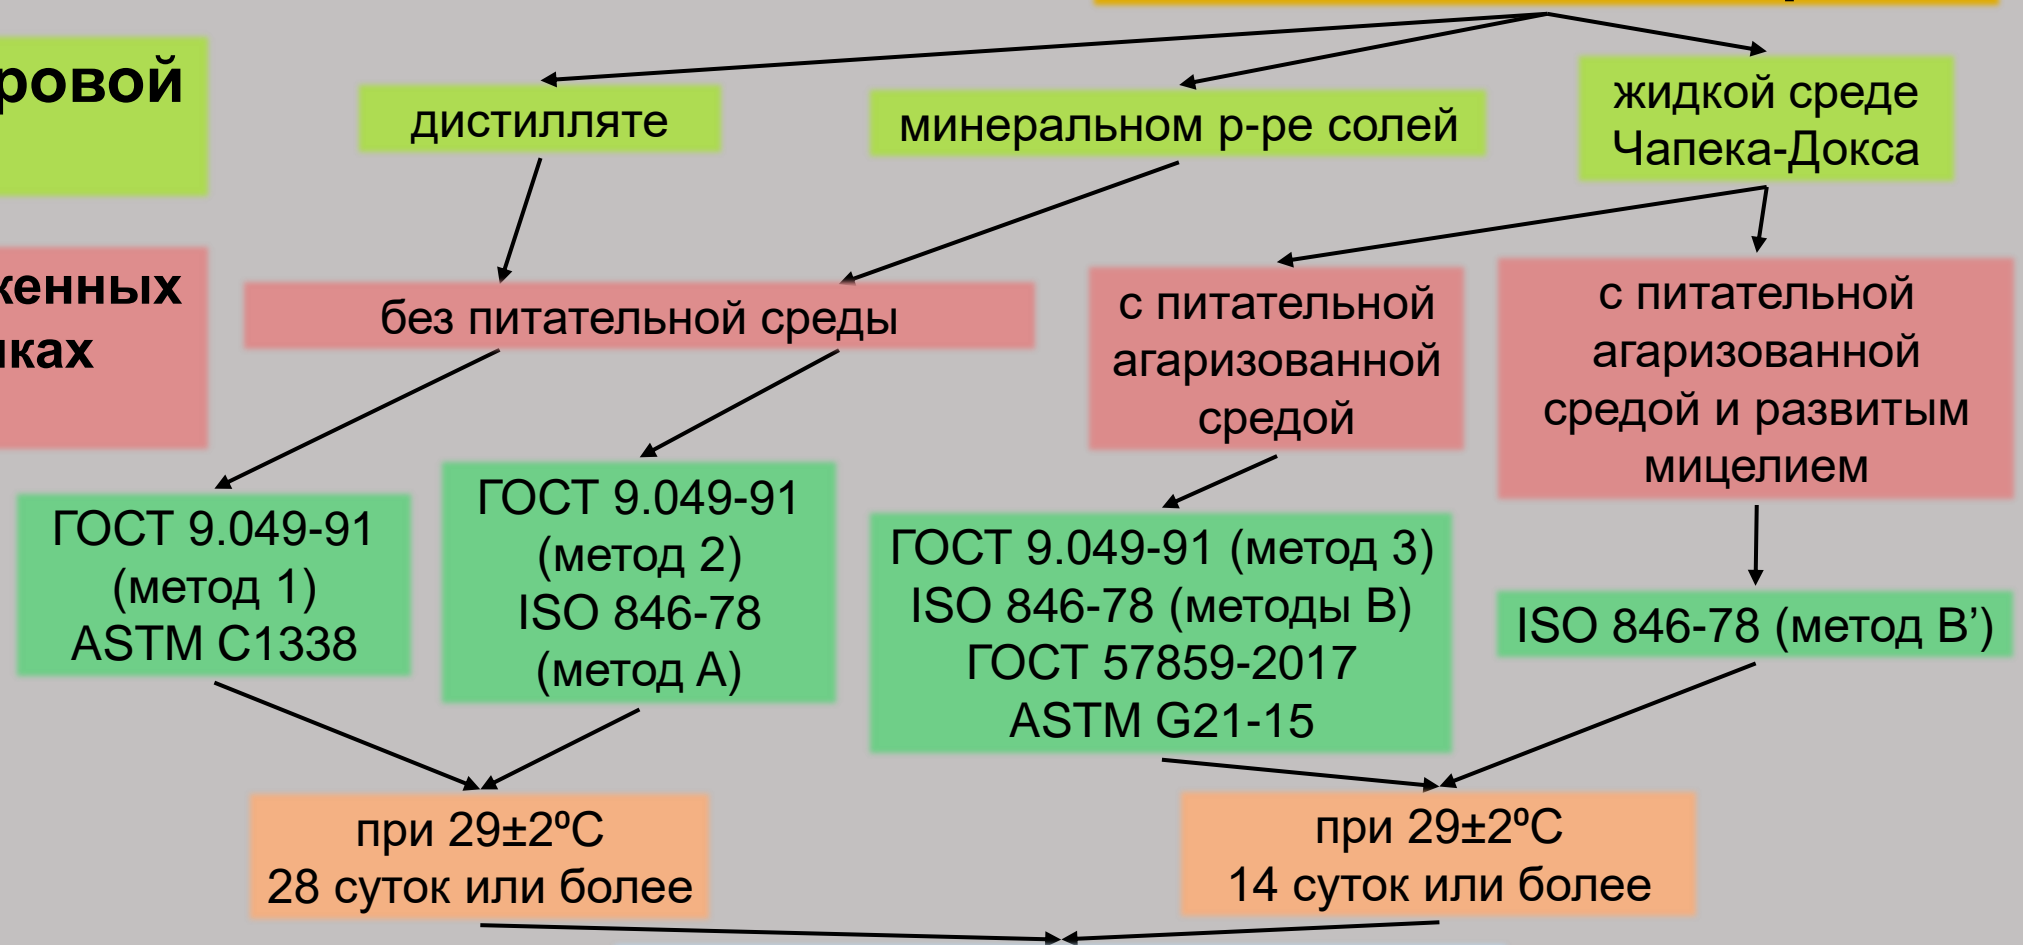 ровой
дистилляте
минеральном р-ре солей
жидкой среде
Чапека-Докса
женных
ках
без питательной среды
с питательной
агаризованной
средой
с питательной
агаризованной
средой и развитым
мицелием
ГОСТ 9.049-91
(метод 1)
ASTM C1338
ГОСТ 9.049-91
(метод 2)
ISO 846-78
(метод А)
ГОСТ 9.049-91 (метод 3)
ISO 846-78 (методы В)
ГОСТ 57859-2017
ASTM G21-15
ISO 846-78 (метод В’)
при 29±2ºС
28 суток или более
при 29±2ºС
14 суток или более